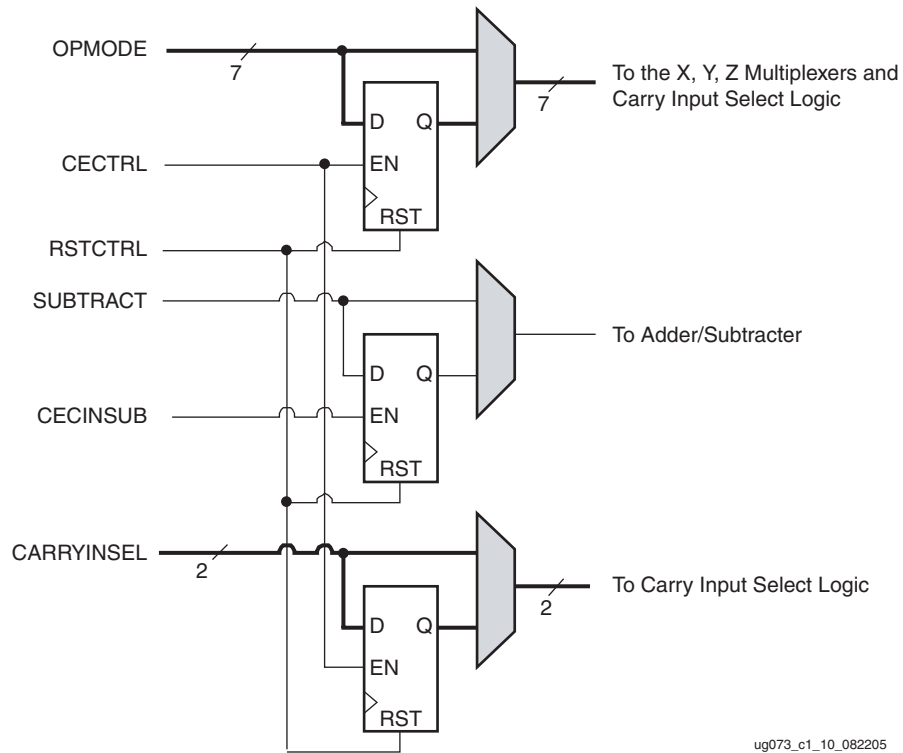 OPMODE
7
D Q
EN
RST
7
To the X, Y, Z Multiplexers and
Carry Input Select Logic
CECTRL
RSTCTRL
SUBTRACT
D Q
EN
RST
To Adder/Subtracter
CECINSUB
CARRYINSEL
2
D Q
EN
RST
2
To Carry Input Select Logic
ug073_c1_10_082205